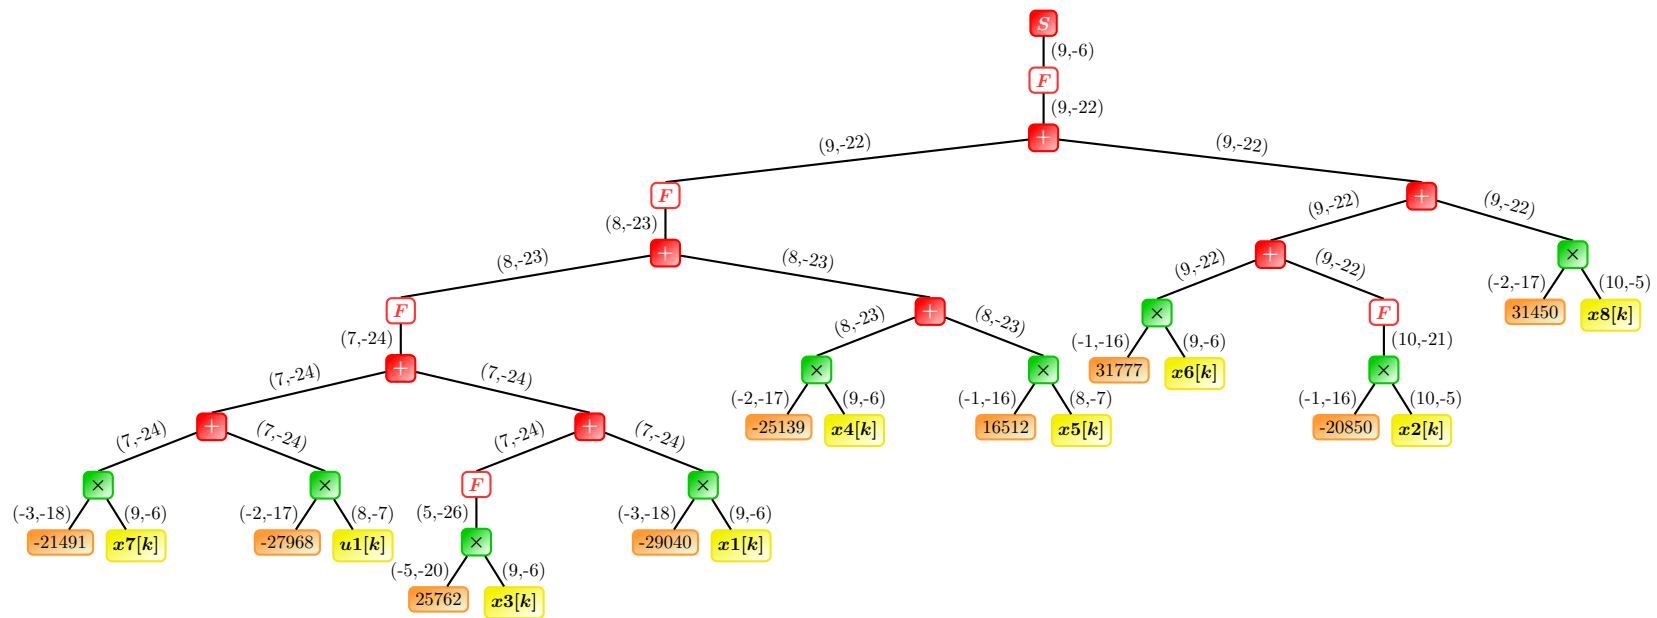 S
(9,-6)
F
(9,-22)
+
(9,-22) (9,-22)
F +
(8,-23) (9,-22) (9,-22)
+ + ×
(8,-23) (8,-23) (9,-22) (9,-22) (-2,-17) (10,-5)
F + × F 31450 x8[k]
(7,-24) (8,-23) (8,-23) (-1,-16) (9,-6) (10,-21)
+ × × 31777 x6[k] ×
(7,-24) (7,-24) (-2,-17) (9,-6) (-1,-16) (8,-7) (-1,-16) (10,-5)
+ + -25139 x4[k] 16512 x5[k] -20850 x2[k]
(7,-24) (7,-24) (7,-24) (7,-24)
× × F ×
(-3,-18) (9,-6) (-2,-17) (8,-7) (5,-26) (-3,-18) (9,-6)
-21491 x7[k] -27968 u1[k] × -29040 x1[k]
(-5,-20) (9,-6)
25762 x3[k]